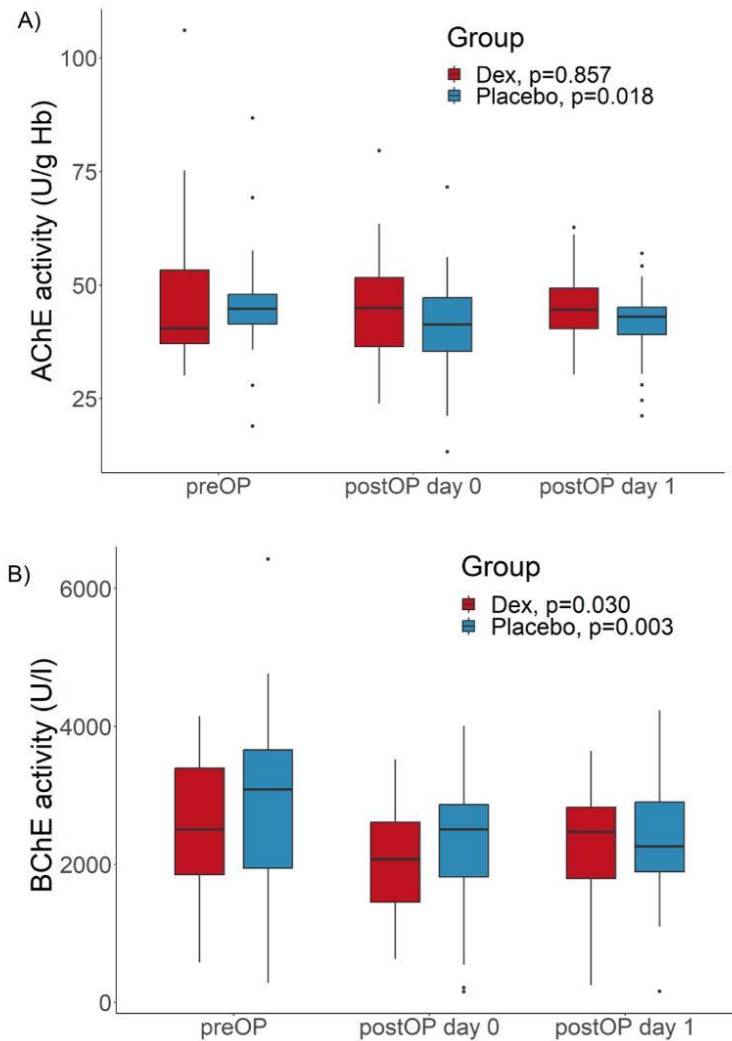 A)
Group
Dex, p=0.857
Placebo, p=0.018
AChE activity (U/g Hb)
100
75
50
25
preOP
postOP day 0
postOP day 1
B)
Group
Dex, p=0.030
Placebo, p=0.003
BChE activity (U/l)
6000
4000
2000
0
preOP
postOP day 0
postOP day 1